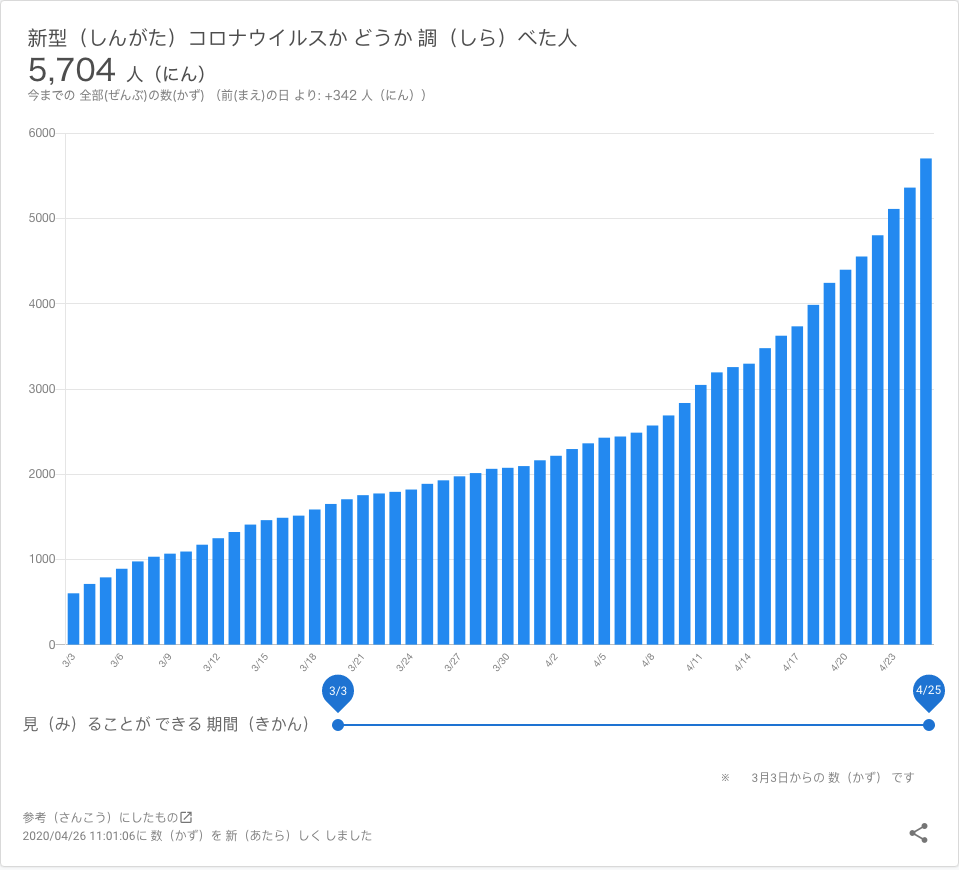 新型（しんがた）コロナウイルスか どうか 調（しら）べた人
5,704 人（にん）
今までの 全部(ぜんぶ)の数(かず) （前(まえ)の日 より: +342 人（にん））
6000
5000
4000
3000
2000
1000
0
3/3 3/6 3/9 3/12 3/15 3/18 3/21 3/24 3/27 3/30 4/2 4/5 4/8 4/11 4/14 4/17 4/20 4/23
3/3 4/25
見（み）ることが できる 期間（きかん）
※ 3月3日からの 数（かず） です
参考（さんこう）にしたもの
2020/04/26 11:01:06に 数（かず）を 新（あたら）しく しました